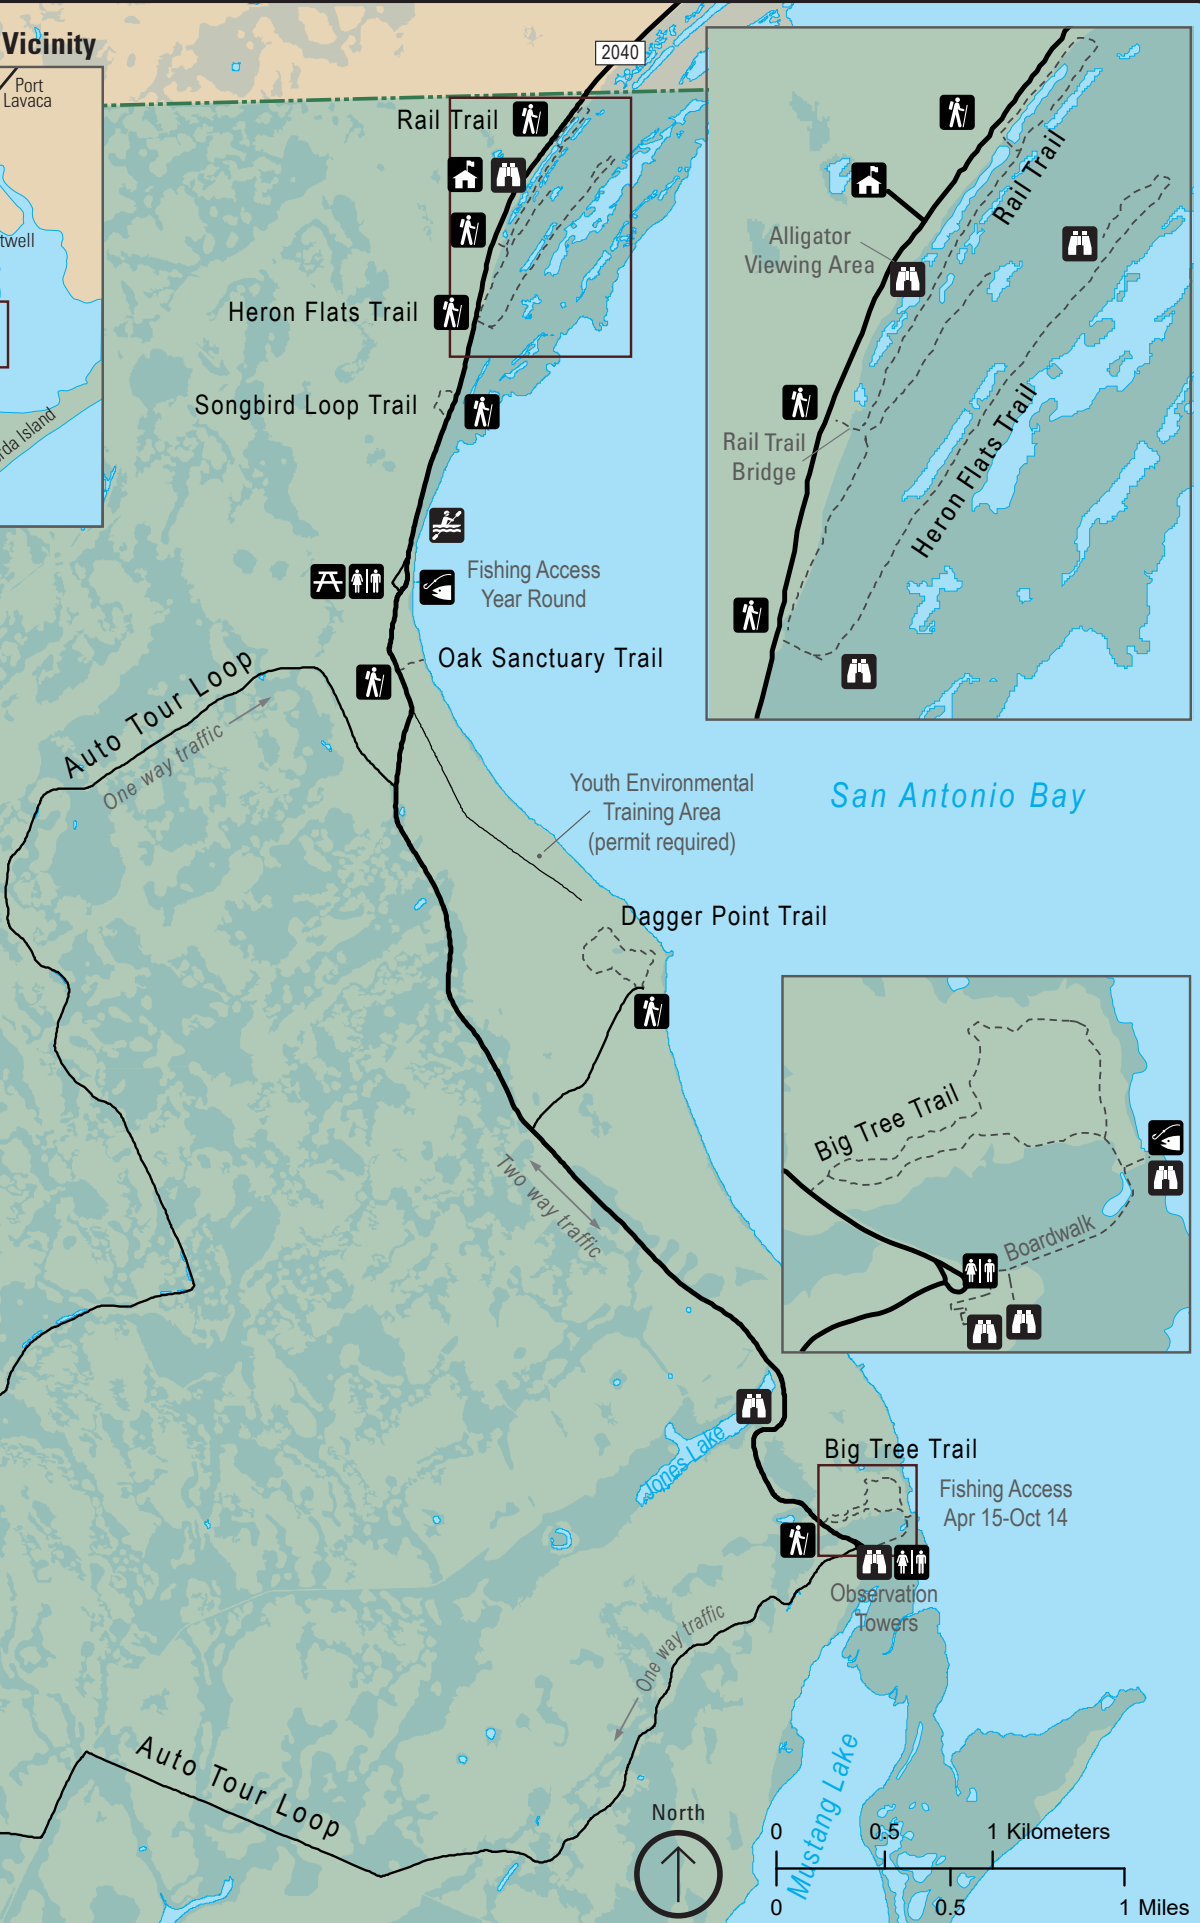 Vicinity
Port
Lavaca
twell
rda Island
2040
Rail Trail
Heron Flats Trail
Songbird Loop Trail
Fishing Access
Year Round
Oak Sanctuary Trail
Auto Tour Loop
One way traffic
Youth Environmental
Training Area
(permit required)
San Antonio Bay
Dagger Point Trail
Two way traffic
Rail Trail
Alligator
Viewing Area
Rail Trail
Bridge
Heron Flats Trail
Big Tree Trail
Boardwalk
Jones Lake
Big Tree Trail
Fishing Access
Apr 15-Oct 14
Observation
Towers
One way traffic
Auto Tour Loop
Mustang Lake
North
0 0.5 1 Kilometers
0 0.5 1 Miles